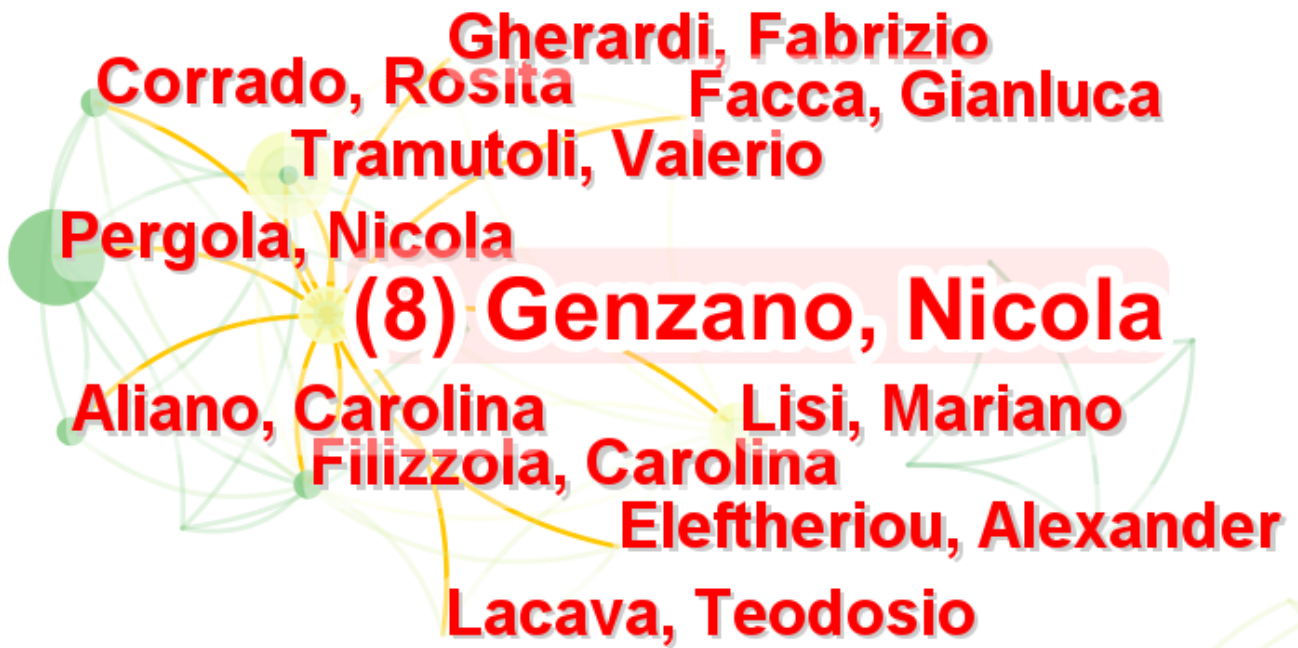 Gherardi, Fabrizio
Corrado, Rosita
Facca, Gianluca
Tramutoli, Valerio
Pergola, Nicola
(8) Genzano, Nicola
Aliano, Carolina
Lisi, Mariano
Filizzola, Carolina
Eleftheriou, Alexander
Lacava, Teodosio